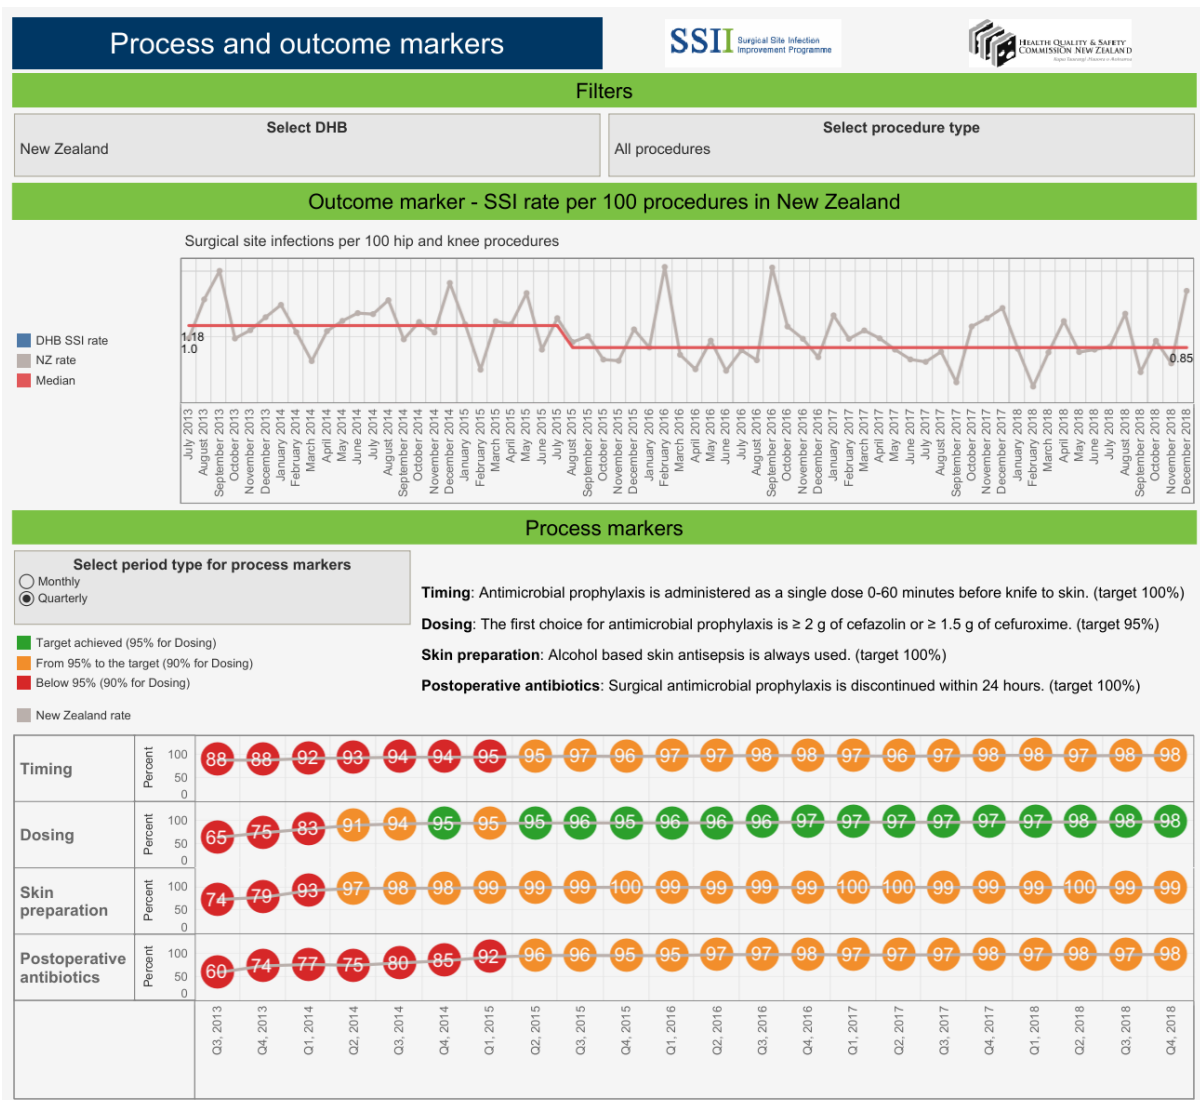 Process and outcome markers
SSII Surgical Site Infection
Improvement Programme
HEALTH QUALITY & SAFETY
COMMISSION NEW ZEALAND
Filters
Select DHB
New Zealand
Select procedure type
All procedures
Outcome marker - SSI rate per 100 procedures in New Zealand
Surgical site infections per 100 hip and knee procedures
DHB SSI rate
NZ rate
Median
1.18
1.0
0.85
July 2013
August 2013
September 2013
October 2013
November 2013
December 2013
January 2014
February 2014
March 2014
April 2014
May 2014
June 2014
July 2014
August 2014
September 2014
October 2014
November 2014
December 2014
January 2015
February 2015
March 2015
April 2015
May 2015
June 2015
July 2015
August 2015
September 2015
October 2015
November 2015
December 2015
January 2016
February 2016
March 2016
April 2016
May 2016
June 2016
July 2016
August 2016
September 2016
October 2016
November 2016
December 2016
January 2017
February 2017
March 2017
April 2017
May 2017
June 2017
July 2017
August 2017
September 2017
October 2017
November 2017
December 2017
January 2018
February 2018
March 2018
April 2018
May 2018
June 2018
July 2018
August 2018
September 2018
October 2018
November 2018
December 2018
Process markers
Select period type for process markers
Monthly
Quarterly
Target achieved (95% for Dosing)
From 95% to the target (90% for Dosing)
Below 95% (90% for Dosing)
New Zealand rate
Timing: Antimicrobial prophylaxis is administered as a single dose 0-60 minutes before knife to skin. (target 100%)
Dosing: The first choice for antimicrobial prophylaxis is ≥ 2 g of cefazolin or ≥ 1.5 g of cefuroxime. (target 95%)
Skin preparation: Alcohol based skin antisepsis is always used. (target 100%)
Postoperative antibiotics: Surgical antimicrobial prophylaxis is discontinued within 24 hours. (target 100%)
Timing
Percent
100
50
0
88 88 92 93 94 94 95 95 97 96 97 97 98 98 97 96 97 98 98 97 98 98
Dosing
Percent
100
50
0
65 75 83 91 94 95 95 95 96 95 96 96 96 97 97 97 97 97 97 98 98 98
Skin
preparation
Percent
100
50
0
74 79 93 97 98 98 99 99 99 100 99 99 99 99 100 100 99 99 99 100 99 99
Postoperative
antibiotics
Percent
100
50
0
60 74 77 75 80 85 92 96 96 95 95 97 97 98 97 97 97 98 97 98 97 98
Q3, 2013
Q4, 2013
Q1, 2014
Q2, 2014
Q3, 2014
Q4, 2014
Q1, 2015
Q2, 2015
Q3, 2015
Q4, 2015
Q1, 2016
Q2, 2016
Q3, 2016
Q4, 2016
Q1, 2017
Q2, 2017
Q3, 2017
Q4, 2017
Q1, 2018
Q2, 2018
Q3, 2018
Q4, 2018